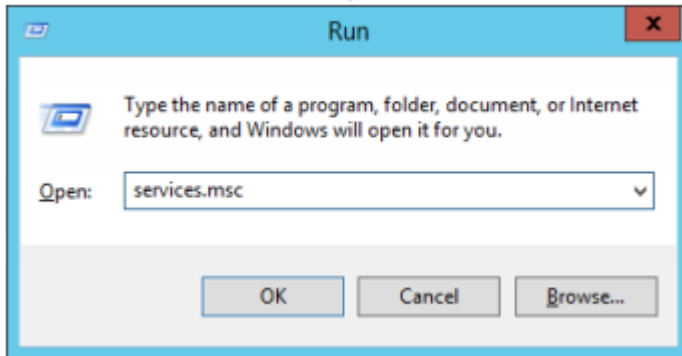 Run
x
Type the name of a program, folder, document, or Internet
resource, and Windows will open it for you.
Open: services.msc
OK Cancel Browse...